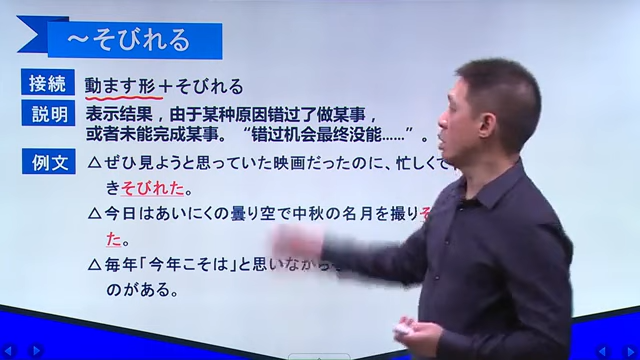 ～そびれる
接続 動ます形＋そびれる
説明 表示结果，由于某种原因错过了做某事，
或者未能完成某事。“错过机会最终没能……”。
例文 △ぜひ見ようと思っていた映画だったのに、忙しくて
きそびれた。
△今日はあいにくの曇り空で中秋の名月を撮りそ
た。
△毎年「今年こそは」と思いながら
のがある。